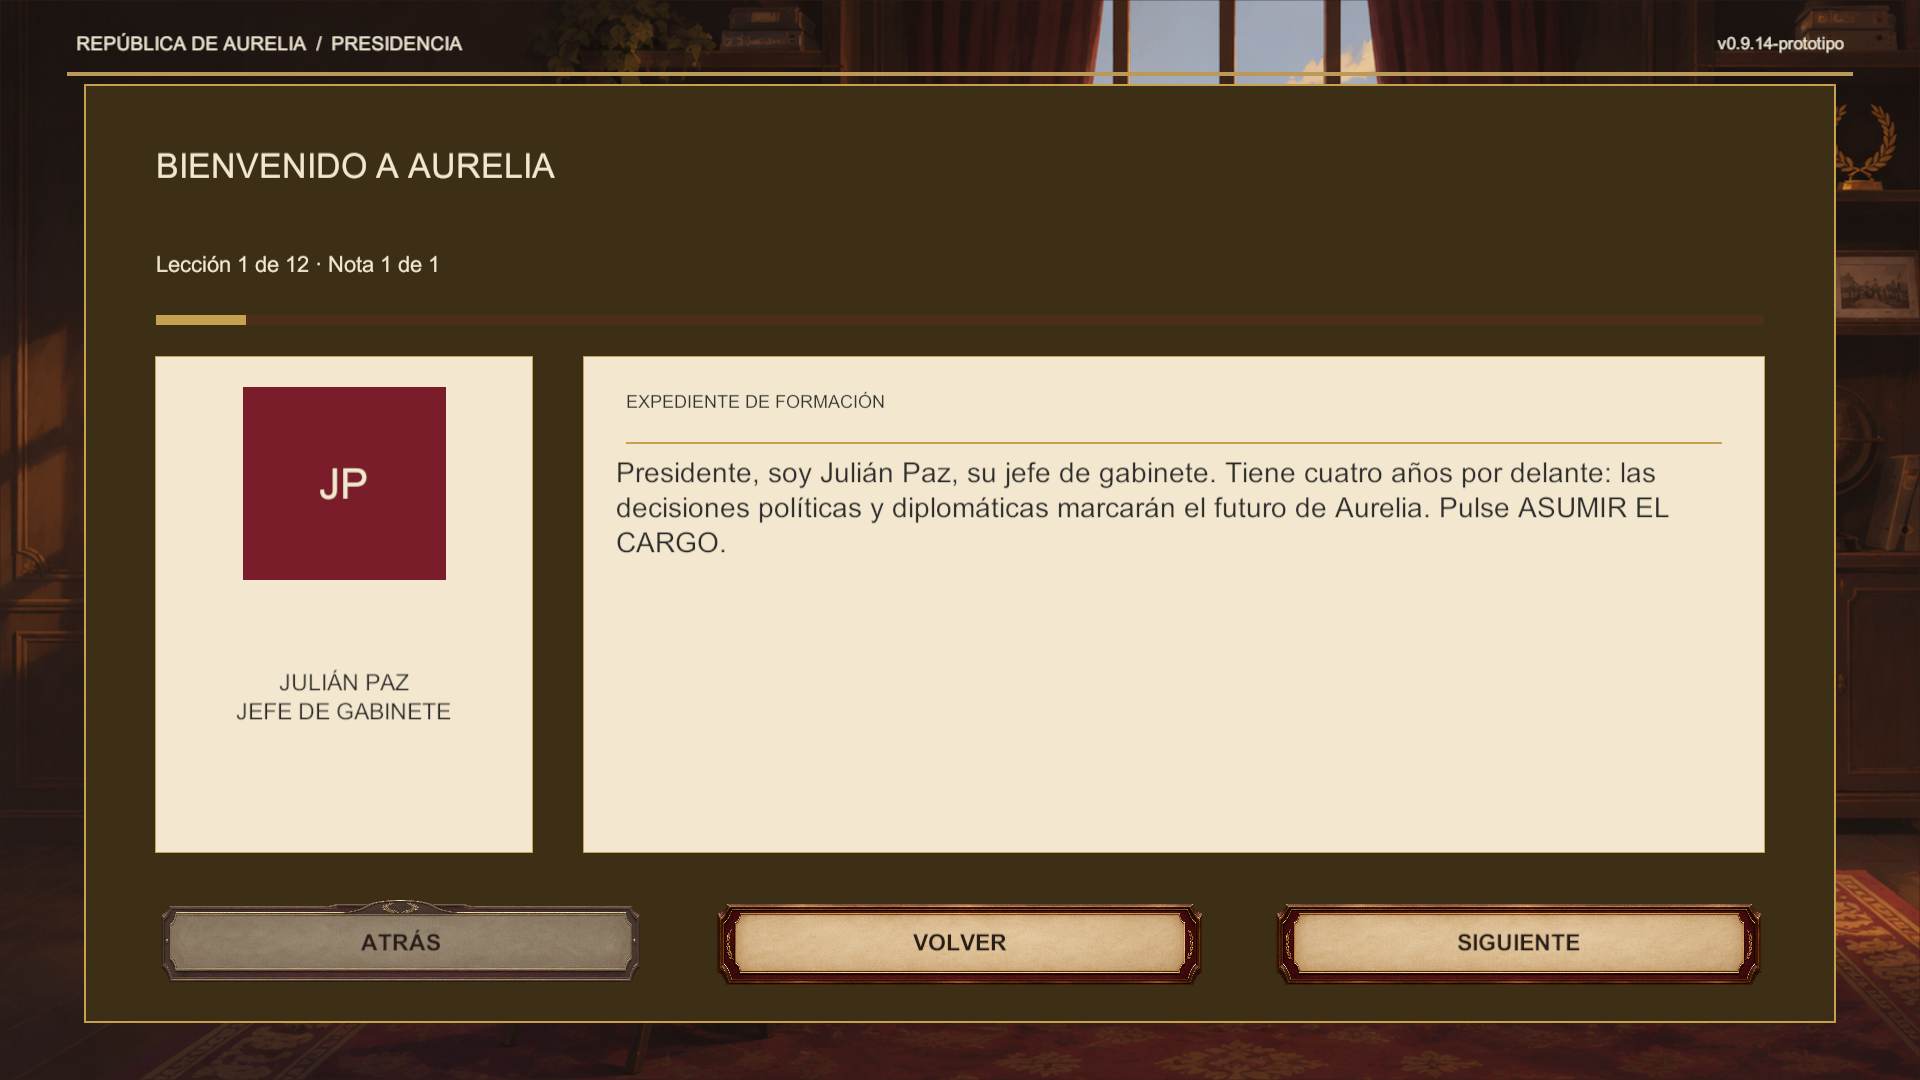 REPÚBLICA DE AURELIA / PRESIDENCIA
v0.9.14-prototipo
BIENVENIDO A AURELIA
Lección 1 de 12 · Nota 1 de 1
JP
JULIÁN PAZ
JEFE DE GABINETE
EXPEDIENTE DE FORMACIÓN
Presidente, soy Julián Paz, su jefe de gabinete. Tiene cuatro años por delante: las
decisiones políticas y diplomáticas marcarán el futuro de Aurelia. Pulse ASUMIR EL
CARGO.
ATRÁS
VOLVER
SIGUIENTE